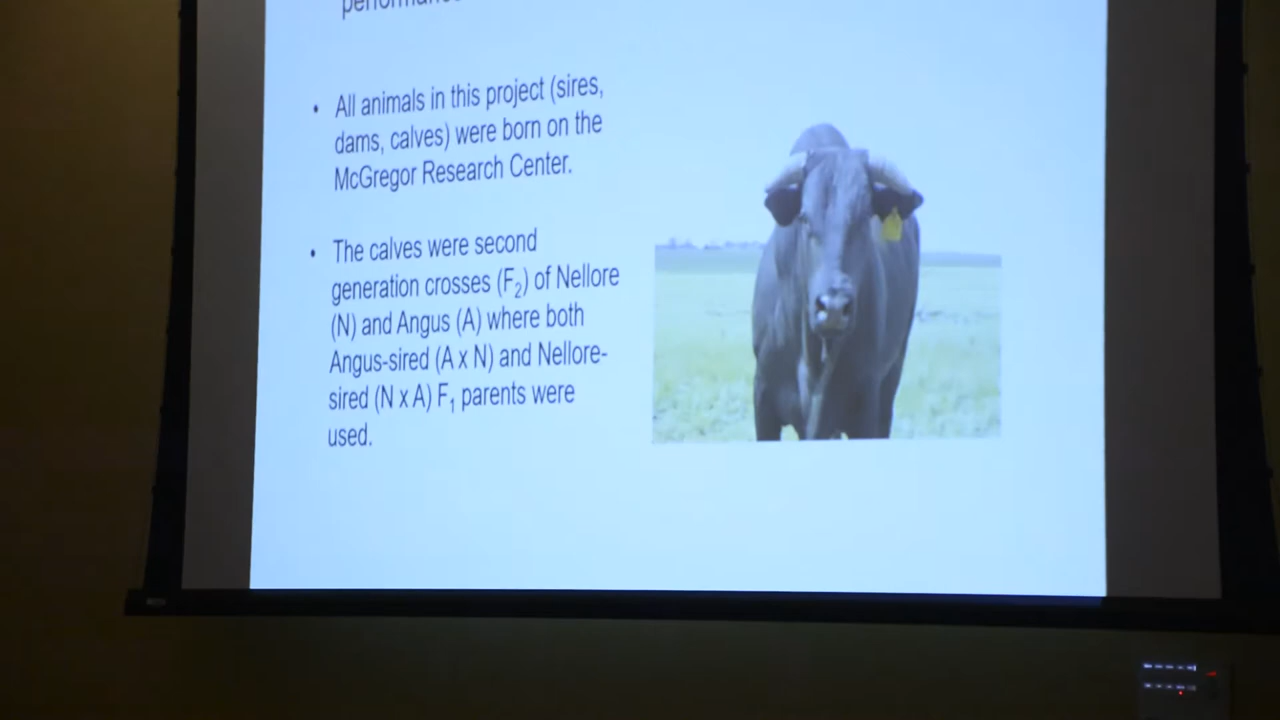 performance
• All animals in this project (sires,
dams, calves) were born on the
McGregor Research Center.
• The calves were second
generation crosses (F₂) of Nellore
(N) and Angus (A) where both
Angus-sired (A x N) and Nellore-
sired (N x A) F₁ parents were
used.